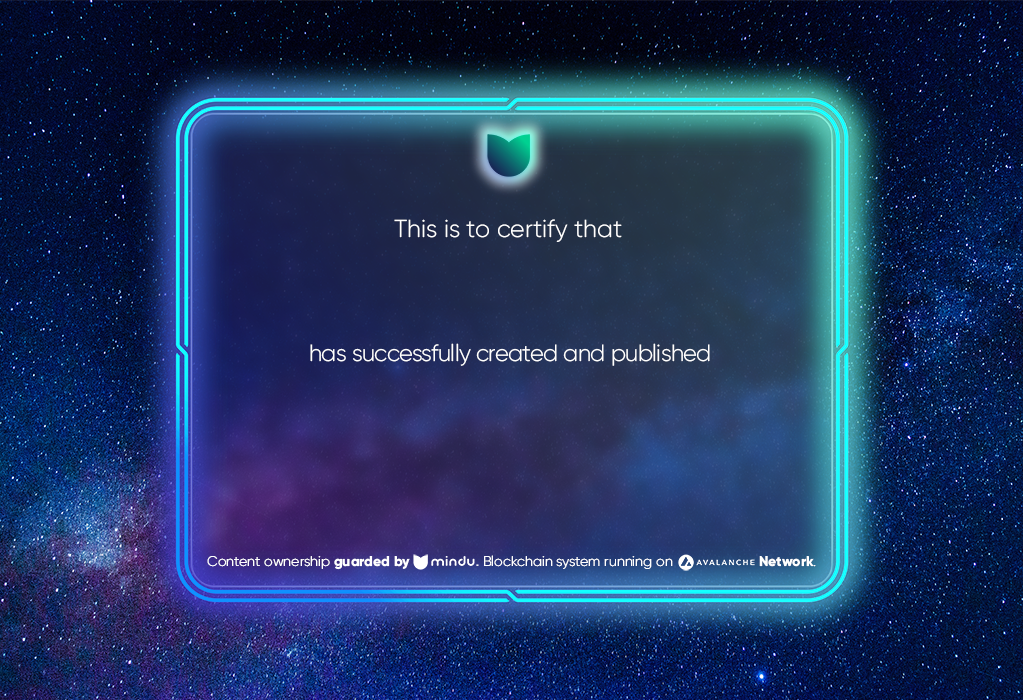 This is to certify that
has successfully created and published
Content ownership guarded by mindu. Blockchain system running on AVALANCHE Network.